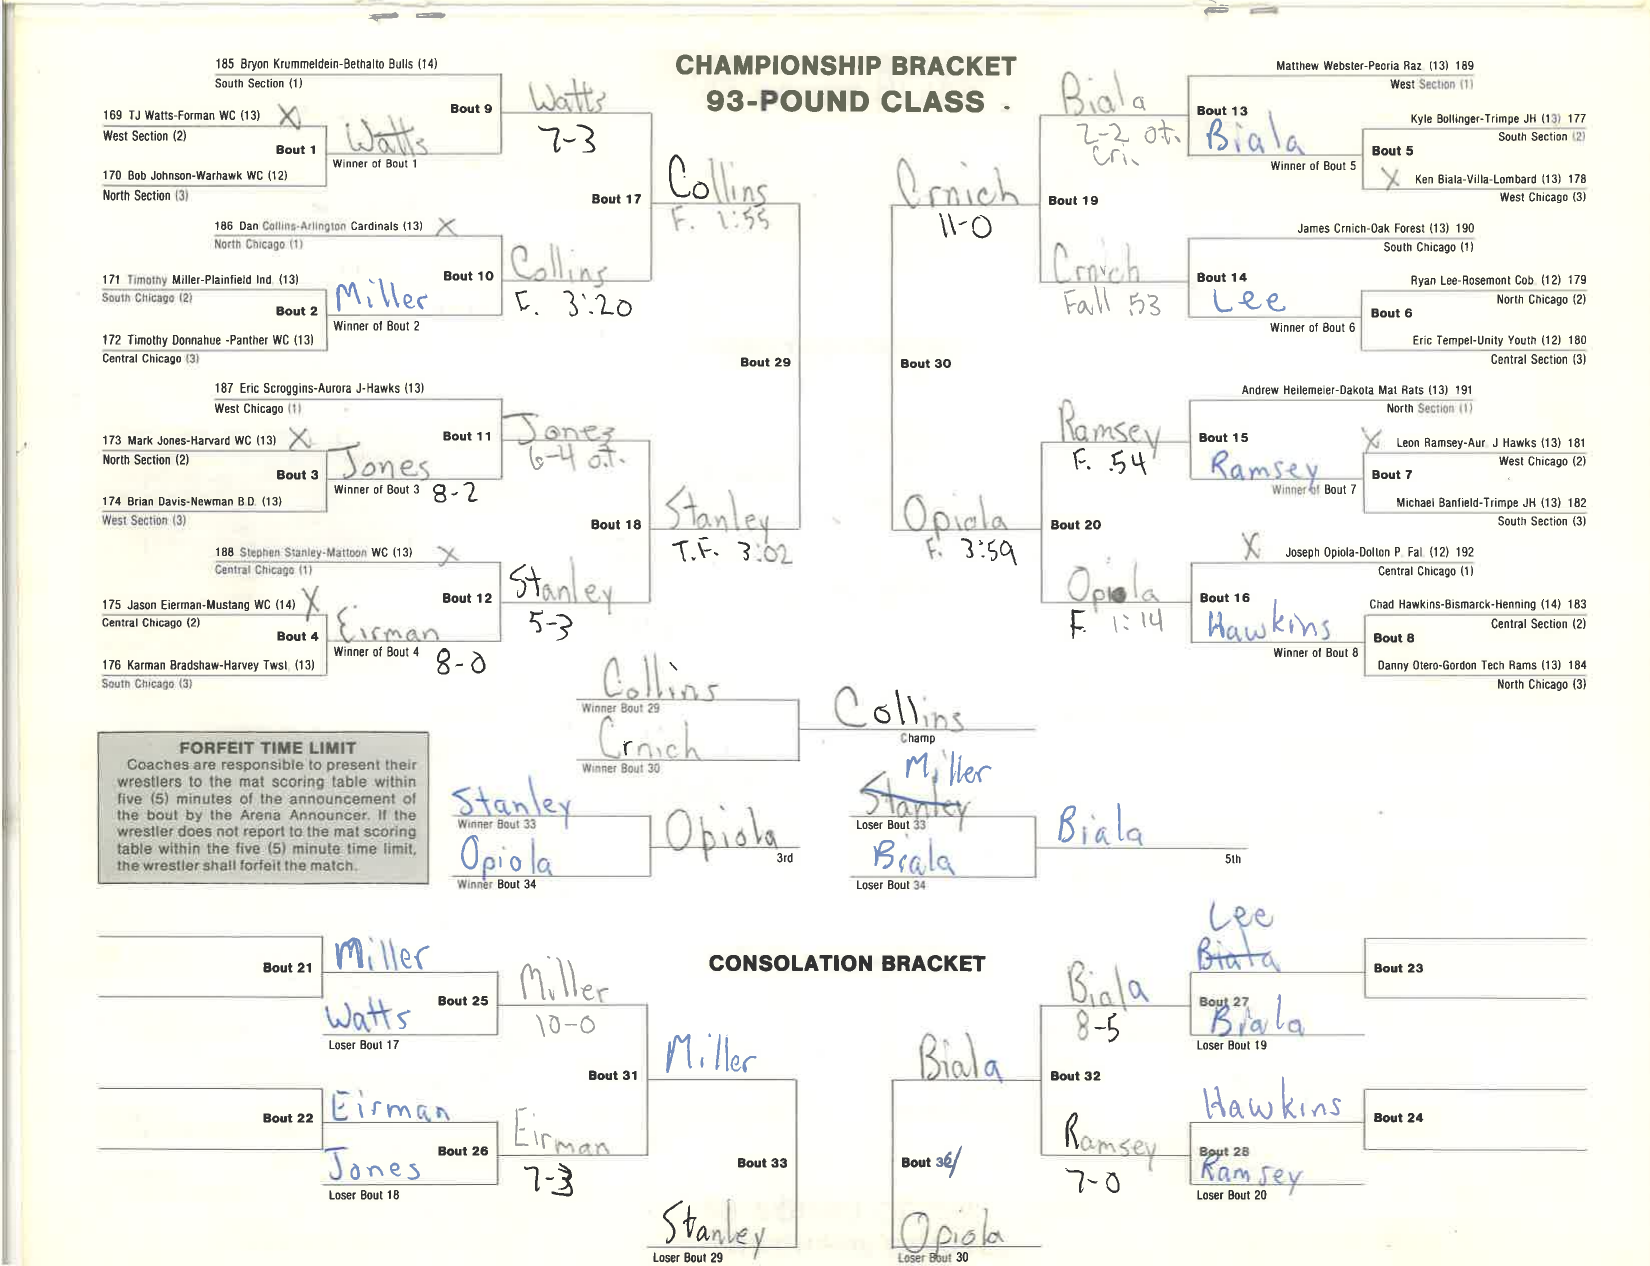 CHAMPIONSHIP BRACKET
93-POUND CLASS
185 Bryon Krummeldein-Bethalto Bulls (14)
South Section (1)
Bout 9
Watts
7-3
169 TJ Watts-Forman WC (13) X
West Section (2)
Bout 1
Watts
Winner of Bout 1
170 Bob Johnson-Warhawk WC (12)
North Section (3)
Bout 17
Collins
F. 1:55
186 Dan Collins-Arlington Cardinals (13) X
North Chicago (1)
Bout 10
Collins
F. 3:20
171 Timothy Miller-Plainfield Ind. (13)
South Chicago (2)
Bout 2
Miller
Winner of Bout 2
172 Timothy Donnahue -Panther WC (13)
Central Chicago (3)
Bout 29
187 Eric Scroggins-Aurora J-Hawks (13)
West Chicago (1)
Bout 11
Jones
6-4 o.t.
173 Mark Jones-Harvard WC (13) X
North Section (2)
Bout 3
Jones
Winner of Bout 3 8-2
174 Brian Davis-Newman B.D. (13)
West Section (3)
Bout 18
Stanley
T.F. 3:02
188 Stephen Stanley-Mattoon WC (13) X
Central Chicago (1)
Bout 12
Stanley
5-3
175 Jason Eierman-Mustang WC (14) X
Central Chicago (2)
Bout 4
Eirman
Winner of Bout 4 8-0
176 Karman Bradshaw-Harvey Twsl. (13)
South Chicago (3)
Matthew Webster-Peoria Raz. (13) 189
West Section (1)
Biala
2-2 ot.
Cri.
Bout 13
Biala
Winner of Bout 5
Kyle Bollinger-Trimpe JH (13) 177
South Section (2)
Bout 5
X Ken Biala-Villa-Lombard (13) 178
West Chicago (3)
Crnich
11-0
Bout 19
James Crnich-Oak Forest (13) 190
South Chicago (1)
Crnich
Fall :53
Bout 14
Lee
Winner of Bout 6
Ryan Lee-Rosemont Cob. (12) 179
North Chicago (2)
Bout 6
Eric Tempel-Unity Youth (12) 180
Central Section (3)
Bout 30
Andrew Heilemeier-Dakota Mat Rats (13) 191
North Section (1)
Ramsey
F. :54
Bout 15
Ramsey
Winner of Bout 7
X Leon Ramsey-Aur. J Hawks (13) 181
West Chicago (2)
Bout 7
Michael Banfield-Trimpe JH (13) 182
South Section (3)
Opiola
F. 3:59
Bout 20
X Joseph Opiola-Dolton P. Fal. (12) 192
Central Chicago (1)
Opiola
F. 1:14
Bout 16
Hawkins
Winner of Bout 8
Chad Hawkins-Bismarck-Henning (14) 183
Central Section (2)
Bout 8
Danny Otero-Gordon Tech Rams (13) 184
North Chicago (3)
Collins
Winner Bout 29
Crnich
Winner Bout 30
Collins
Champ
FORFEIT TIME LIMIT
Coaches are responsible to present their
wrestlers to the mat scoring table within
five (5) minutes of the announcement of
the bout by the Arena Announcer. If the
wrestler does not report to the mat scoring
table within the five (5) minute time limit,
the wrestler shall forfeit the match.
Stanley
Winner Bout 33
Opiola
Winner Bout 34
Opiola
3rd
Miller
Stanley
Loser Bout 33
Biala
Loser Bout 34
Biala
5th
CONSOLATION BRACKET
Bout 21
Miller
Bout 25
Watts
Loser Bout 17
Miller
10-0
Bout 31
Miller
Bout 22
Eirman
Bout 26
Jones
Loser Bout 18
Eirman
7-3
Bout 33
Stanley
Loser Bout 29
Lee
Biala
Bout 23
Bout 27
Biala
Loser Bout 19
Biala
8-5
Biala
Bout 32
Hawkins
Bout 24
Bout 28
Ramsey
Loser Bout 20
Ramsey
7-0
Bout 34
Opiola
Loser Bout 30